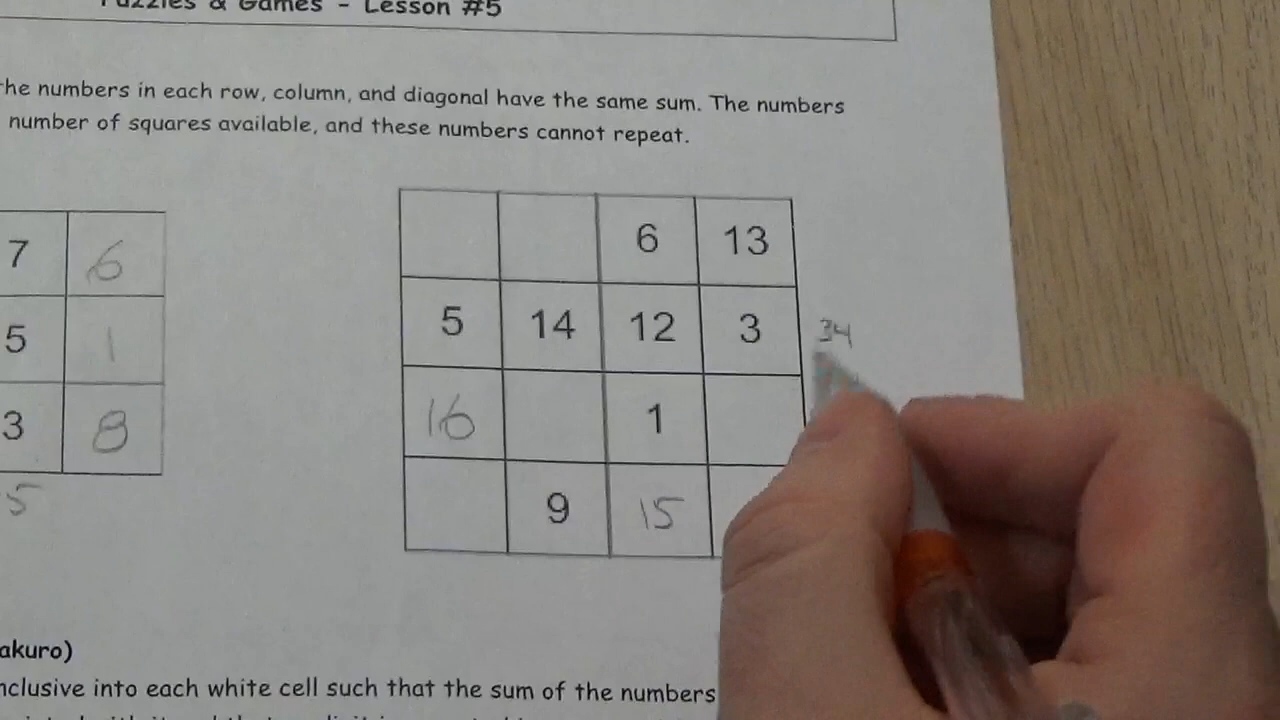 Puzzles & Games - Lesson #5
the numbers in each row, column, and diagonal have the same sum. The numbers
number of squares available, and these numbers cannot repeat.
7 6
5 1
3 8
5
6 13
5 14 12 3 34
16 1
9 15
akuro)
nclusive into each white cell such that the sum of the numbers